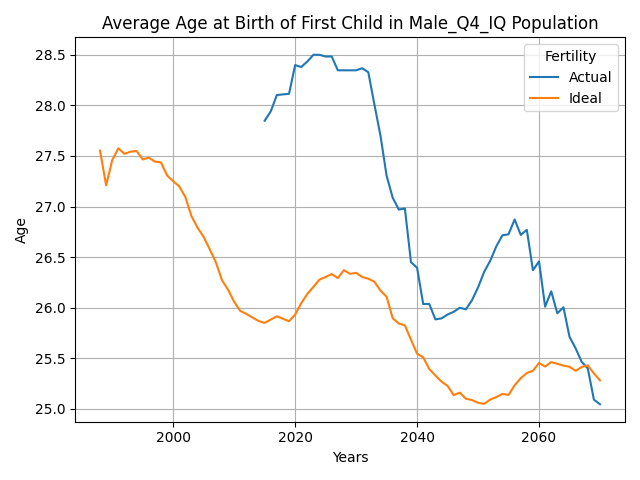 Average Age at Birth of First Child in Male_Q4_IQ Population
Fertility
Actual
Ideal
28.5
28.0
27.5
27.0
26.5
26.0
25.5
25.0
Age
2000
2020
2040
2060
Years